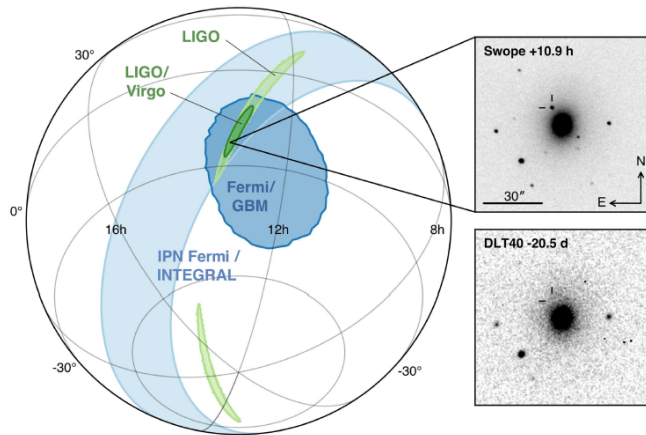 LIGO
LIGO/
Virgo
30°
Fermi/
GBM
0°
16h
12h
8h
IPN Fermi /
INTEGRAL
-30°
-30°
Swope +10.9 h
30"
N
E
DLT40 -20.5 d